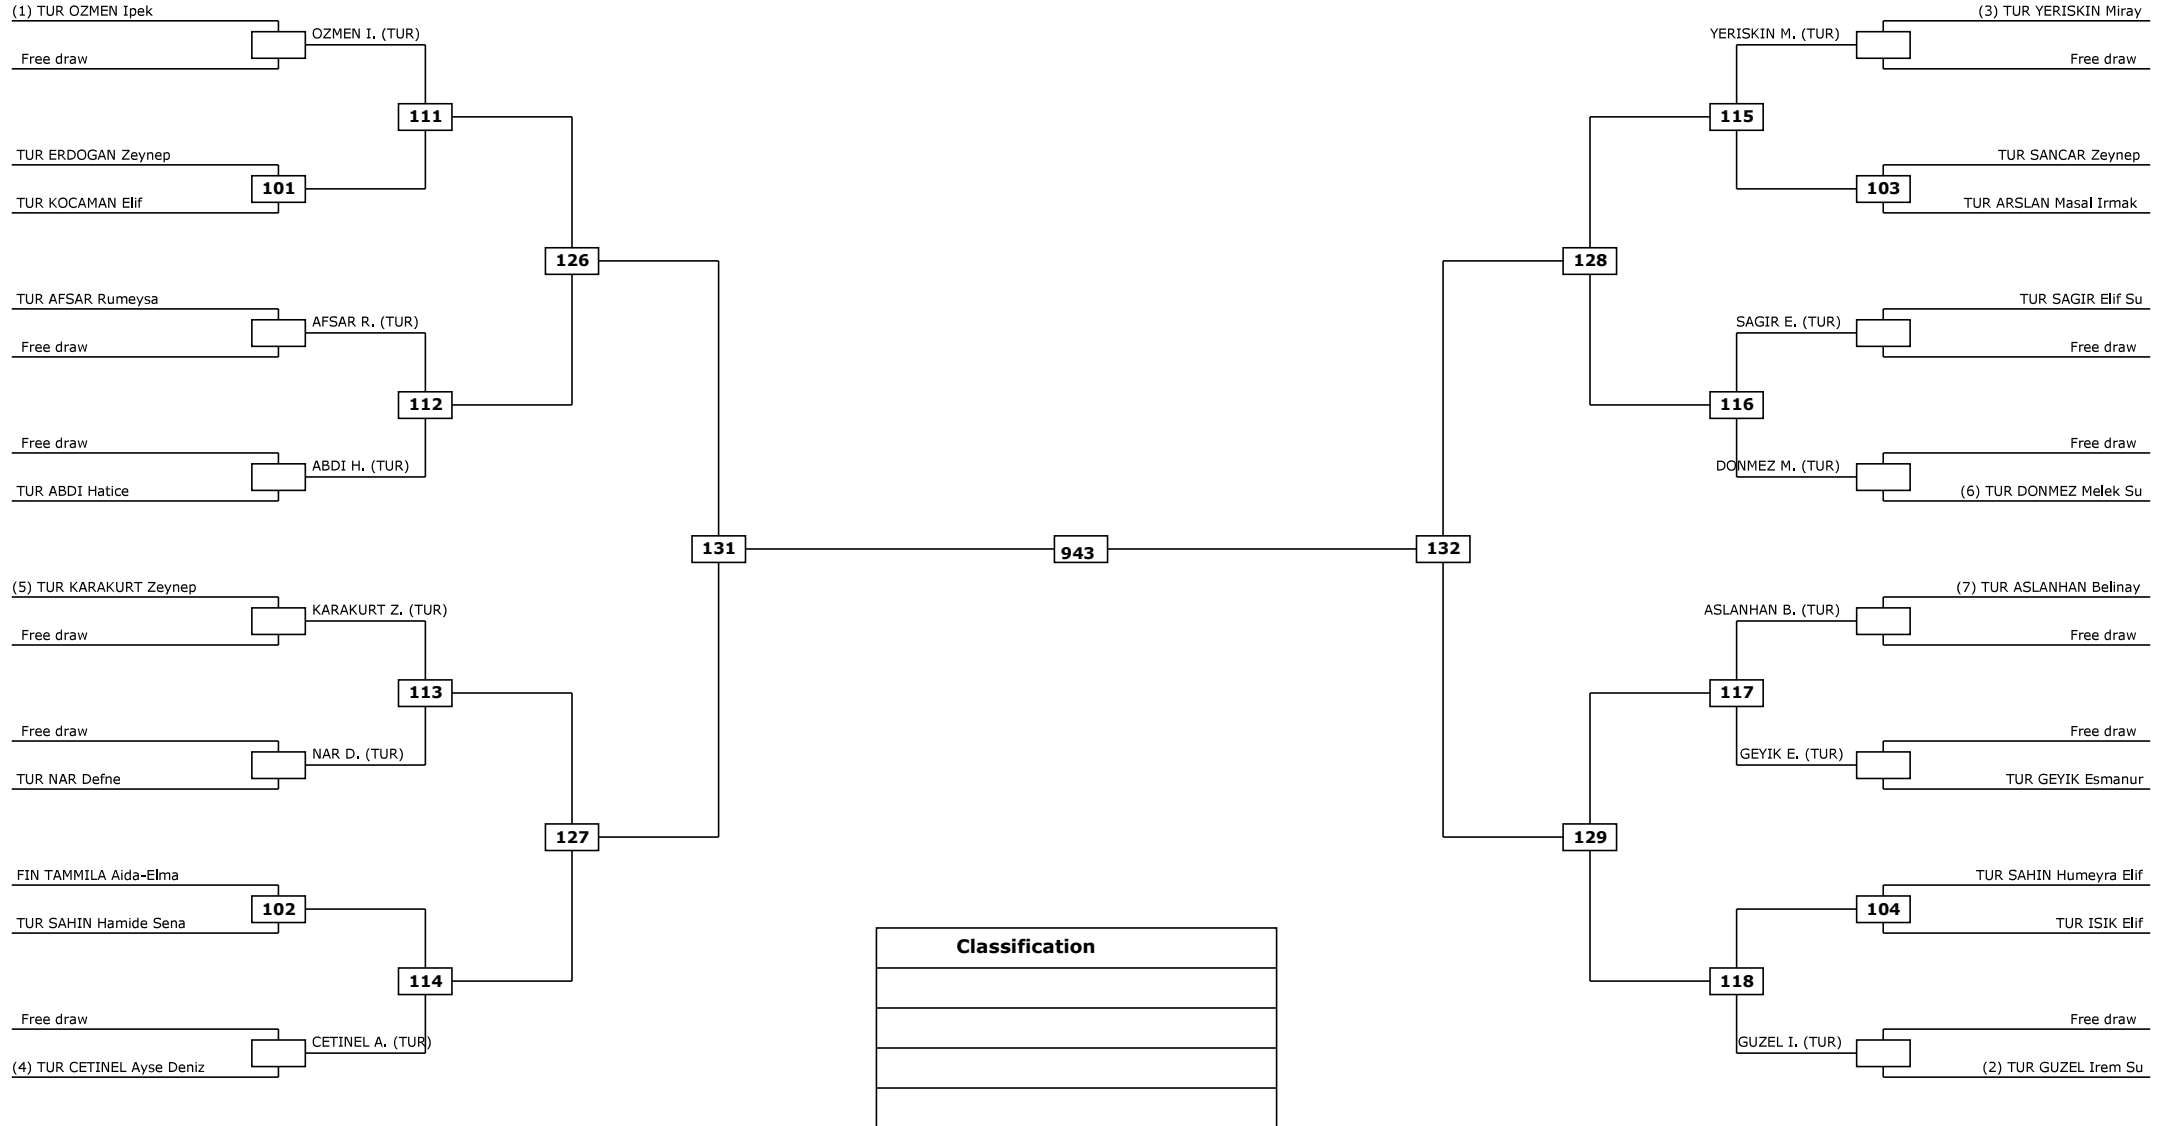 (1) TUR OZMEN Ipek
OZMEN I. (TUR)
Free draw
111
TUR ERDOGAN Zeynep
101
TUR KOCAMAN Elif
126
TUR AFSAR Rumeysa
AFSAR R. (TUR)
Free draw
112
Free draw
ABDI H. (TUR)
TUR ABDI Hatice
131
(5) TUR KARAKURT Zeynep
KARAKURT Z. (TUR)
Free draw
113
Free draw
NAR D. (TUR)
TUR NAR Defne
127
FIN TAMMILA Aida-Elma
102
TUR SAHIN Hamide Sena
114
Free draw
CETINEL A. (TUR)
(4) TUR CETINEL Ayse Deniz
943
Classification
(3) TUR YERISKIN Miray
YERISKIN M. (TUR)
Free draw
115
TUR SANCAR Zeynep
103
TUR ARSLAN Masal Irmak
128
TUR SAGIR Elif Su
SAGIR E. (TUR)
Free draw
116
Free draw
DONMEZ M. (TUR)
(6) TUR DONMEZ Melek Su
132
(7) TUR ASLANHAN Belinay
ASLANHAN B. (TUR)
Free draw
117
Free draw
GEYIK E. (TUR)
TUR GEYIK Esmanur
129
TUR SAHIN Humeyra Elif
104
TUR ISIK Elif
118
Free draw
GUZEL I. (TUR)
(2) TUR GUZEL Irem Su